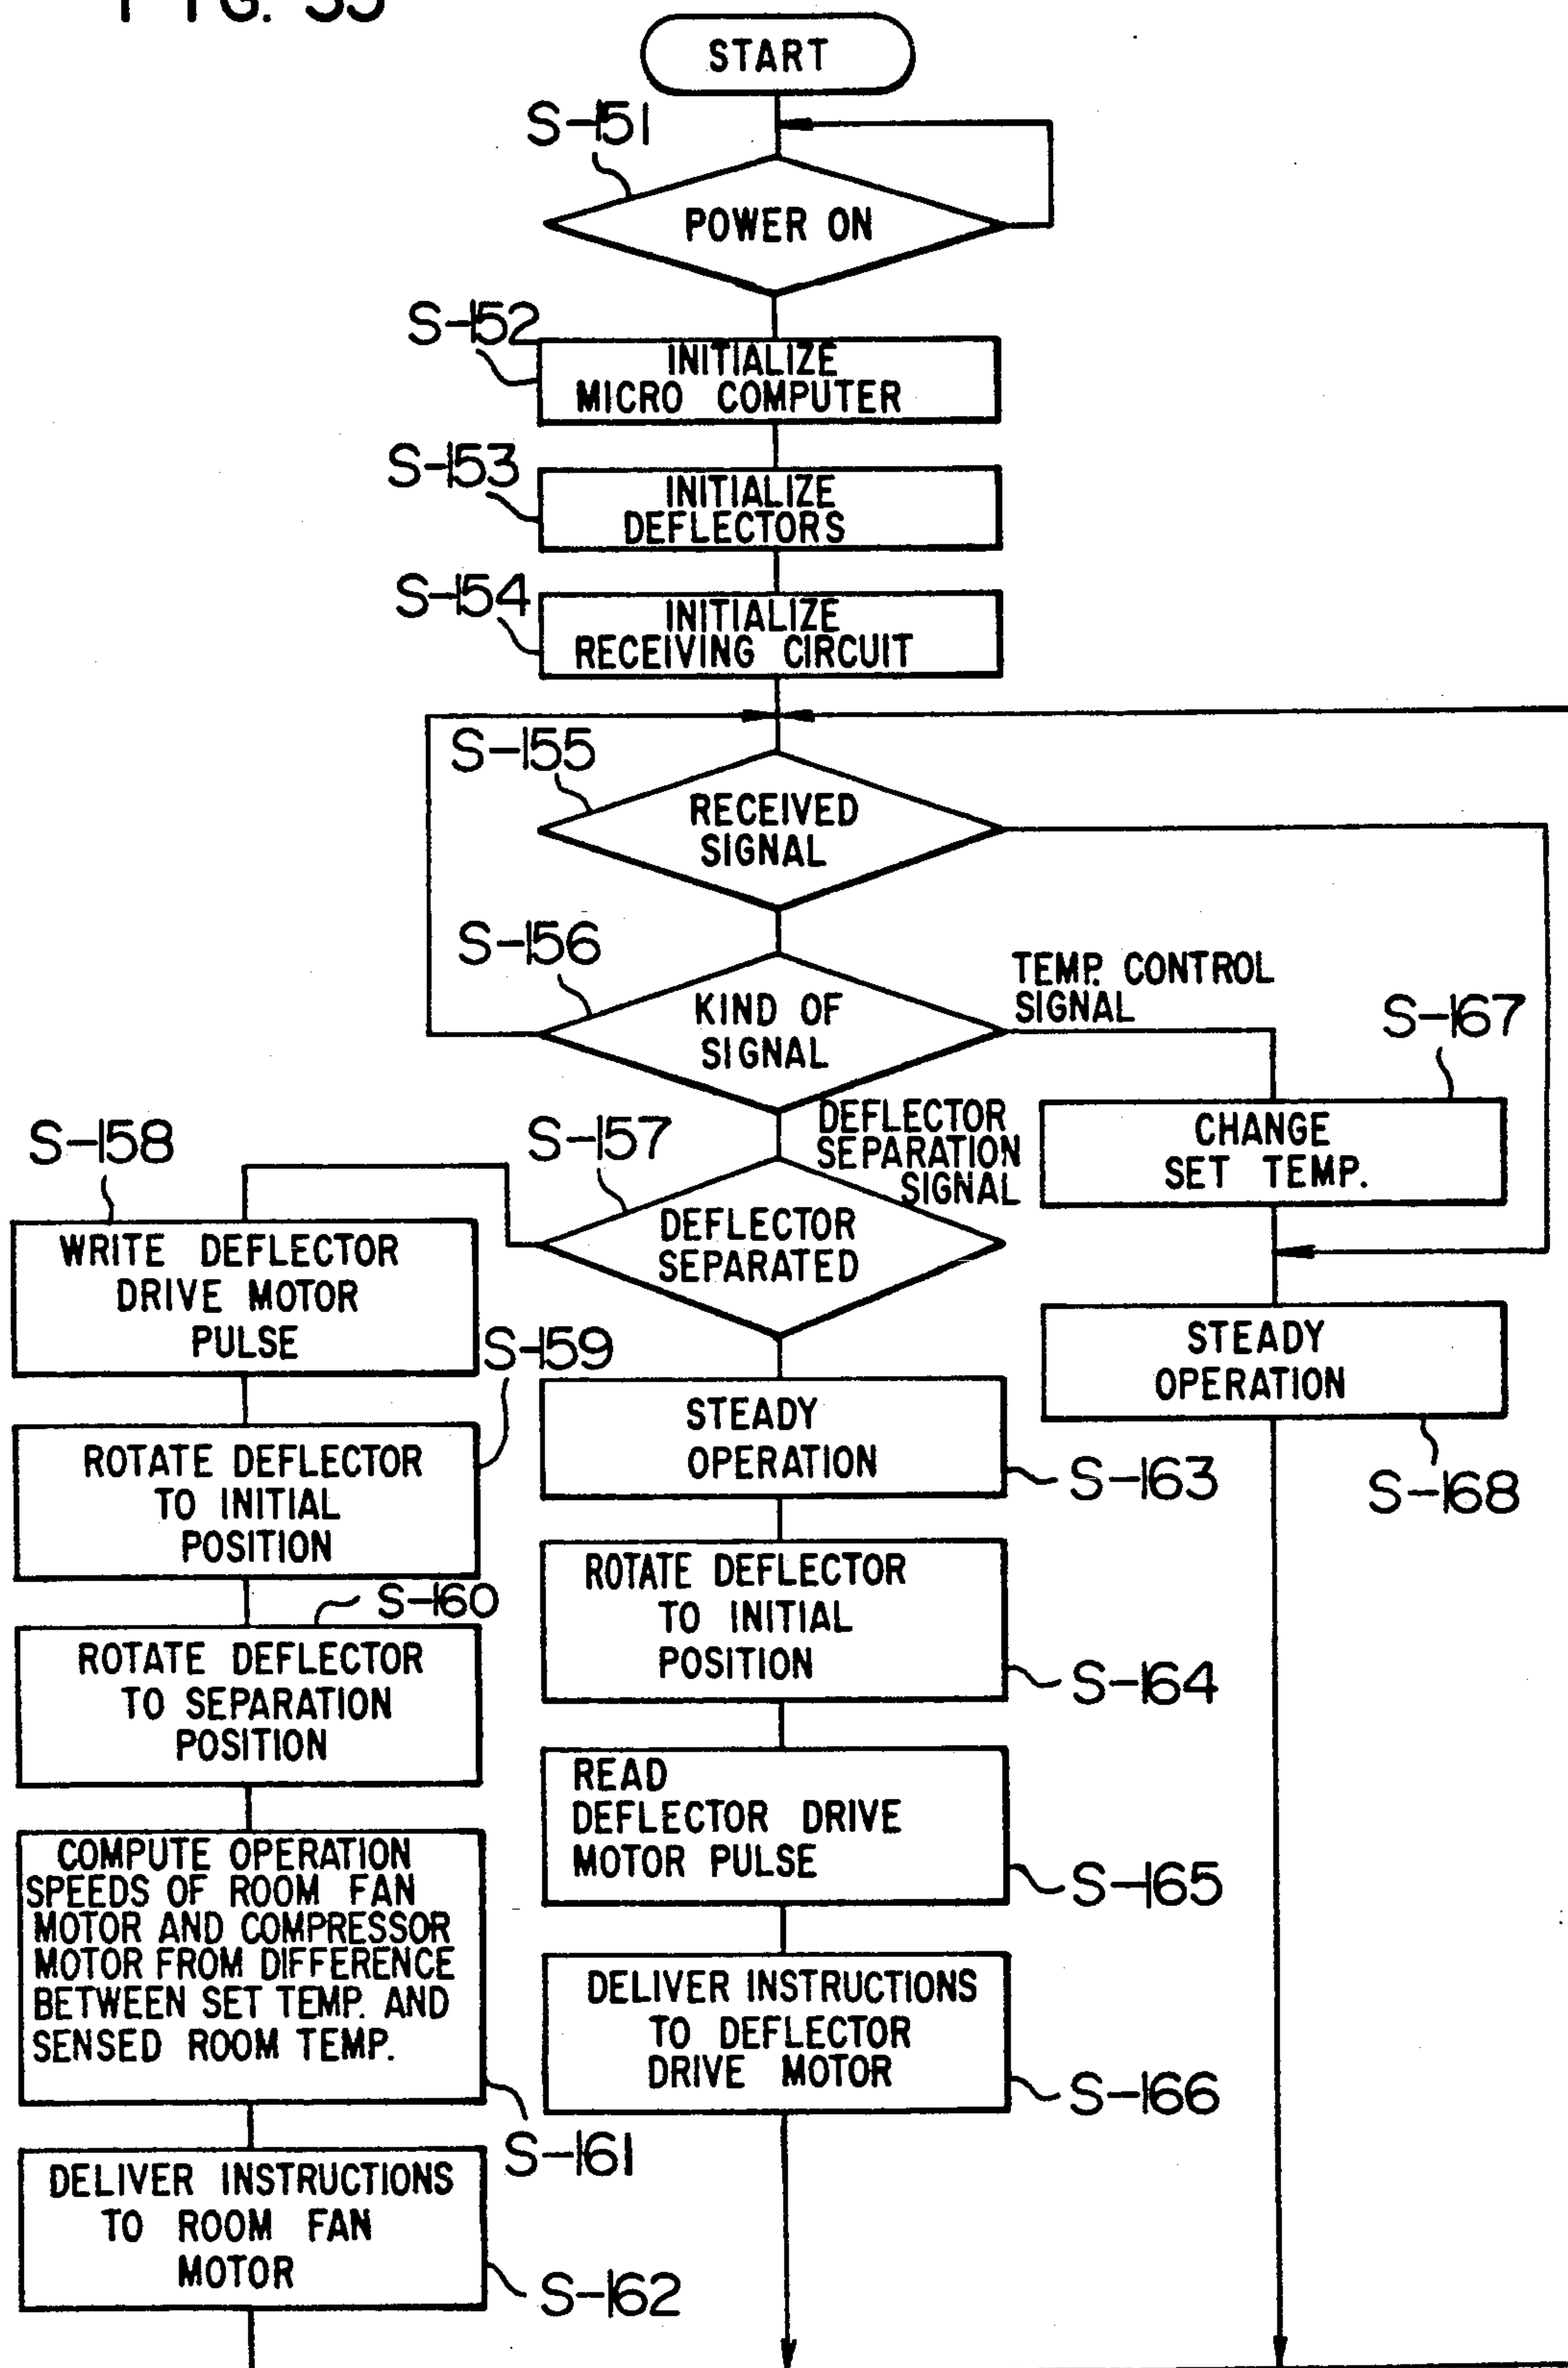 FIG. 35
START
S-151
POWER ON
S-152
INITIALIZE
MICRO COMPUTER
S-153
INITIALIZE
DEFLECTORS
S-154
INITIALIZE
RECEIVING CIRCUIT
S-155
RECEIVED
SIGNAL
S-156
KIND OF
SIGNAL
TEMP. CONTROL
SIGNAL
S-167
CHANGE
SET TEMP.
STEADY
OPERATION
S-168
DEFLECTOR
SEPARATION
SIGNAL
S-157
DEFLECTOR
SEPARATED
S-158
WRITE DEFLECTOR
DRIVE MOTOR
PULSE
S-159
ROTATE DEFLECTOR
TO INITIAL
POSITION
S-160
ROTATE DEFLECTOR
TO SEPARATION
POSITION
COMPUTE OPERATION
SPEEDS OF ROOM FAN
MOTOR AND COMPRESSOR
MOTOR FROM DIFFERENCE
BETWEEN SET TEMP. AND
SENSED ROOM TEMP.
S-161
DELIVER INSTRUCTIONS
TO ROOM FAN
MOTOR
S-162
STEADY
OPERATION
S-163
ROTATE DEFLECTOR
TO INITIAL
POSITION
S-164
READ
DEFLECTOR DRIVE
MOTOR PULSE
S-165
DELIVER INSTRUCTIONS
TO DEFLECTOR
DRIVE MOTOR
S-166